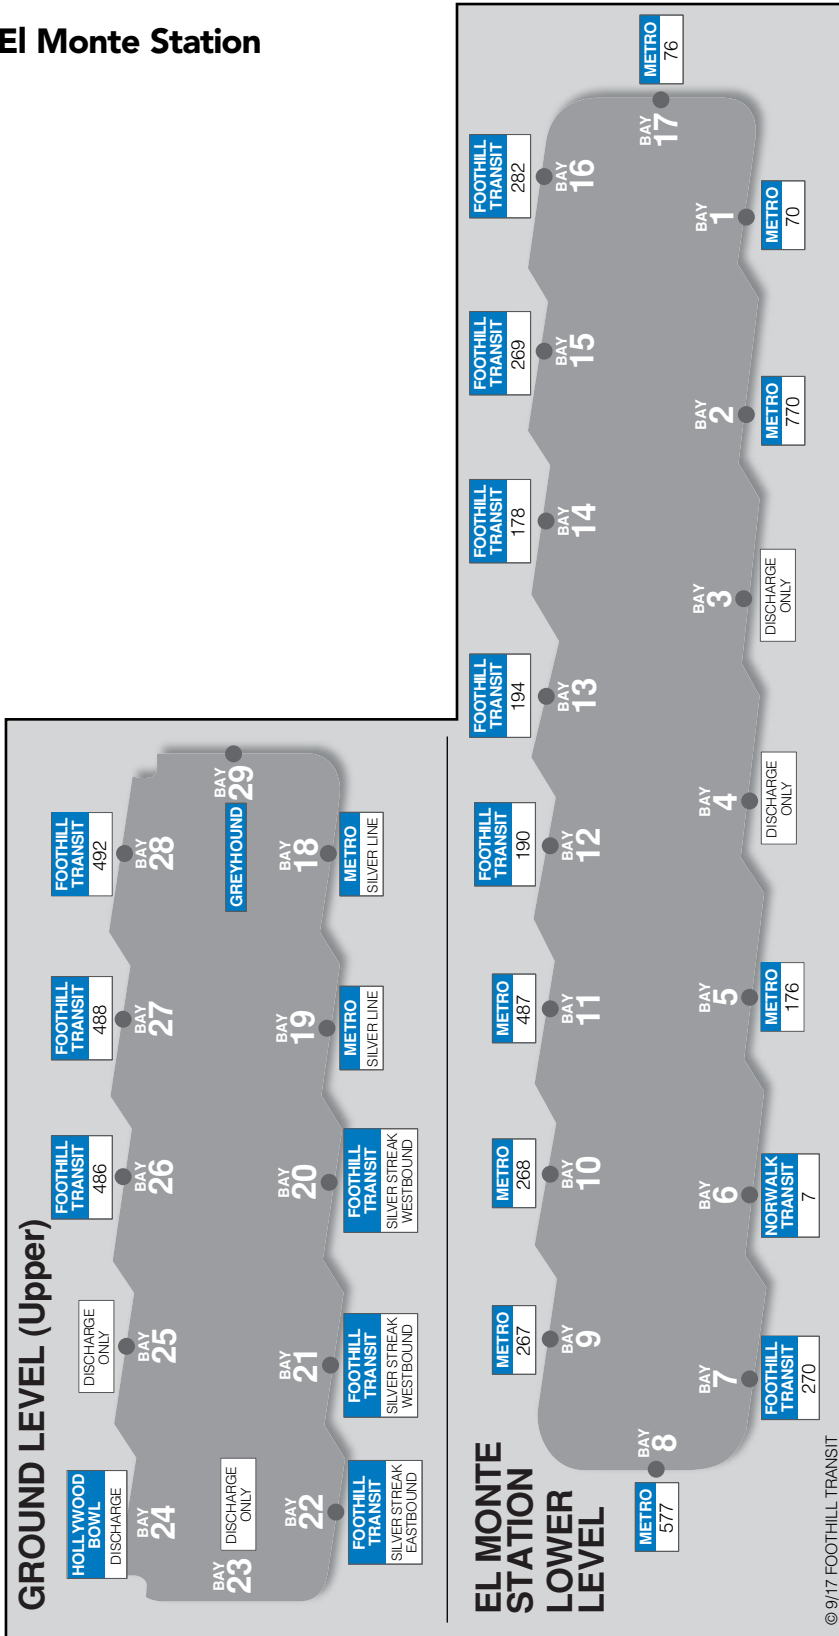 El Monte Station
GROUND LEVEL (Upper)
HOLLYWOOD
BOWL
DISCHARGE
BAY
24
DISCHARGE
ONLY
BAY
25
FOOTHILL
TRANSIT
486
BAY
26
FOOTHILL
TRANSIT
488
BAY
27
FOOTHILL
TRANSIT
492
BAY
28
BAY
23
DISCHARGE
ONLY
GREYHOUND
BAY
29
BAY
22
FOOTHILL
TRANSIT
SILVER STREAK
EASTBOUND
BAY
21
FOOTHILL
TRANSIT
SILVER STREAK
WESTBOUND
BAY
20
FOOTHILL
TRANSIT
SILVER STREAK
WESTBOUND
BAY
19
METRO
SILVER LINE
BAY
18
METRO
SILVER LINE
EL MONTE
STATION
LOWER
LEVEL
METRO
267
BAY
9
METRO
268
BAY
10
METRO
487
BAY
11
FOOTHILL
TRANSIT
190
BAY
12
FOOTHILL
TRANSIT
194
BAY
13
FOOTHILL
TRANSIT
178
BAY
14
FOOTHILL
TRANSIT
269
BAY
15
FOOTHILL
TRANSIT
282
BAY
16
METRO
76
BAY
17
METRO
577
BAY
8
BAY
7
FOOTHILL
TRANSIT
270
BAY
6
NORWALK
TRANSIT
7
BAY
5
METRO
176
BAY
4
DISCHARGE
ONLY
BAY
3
DISCHARGE
ONLY
BAY
2
METRO
770
BAY
1
METRO
70
© 9/17 FOOTHILL TRANSIT